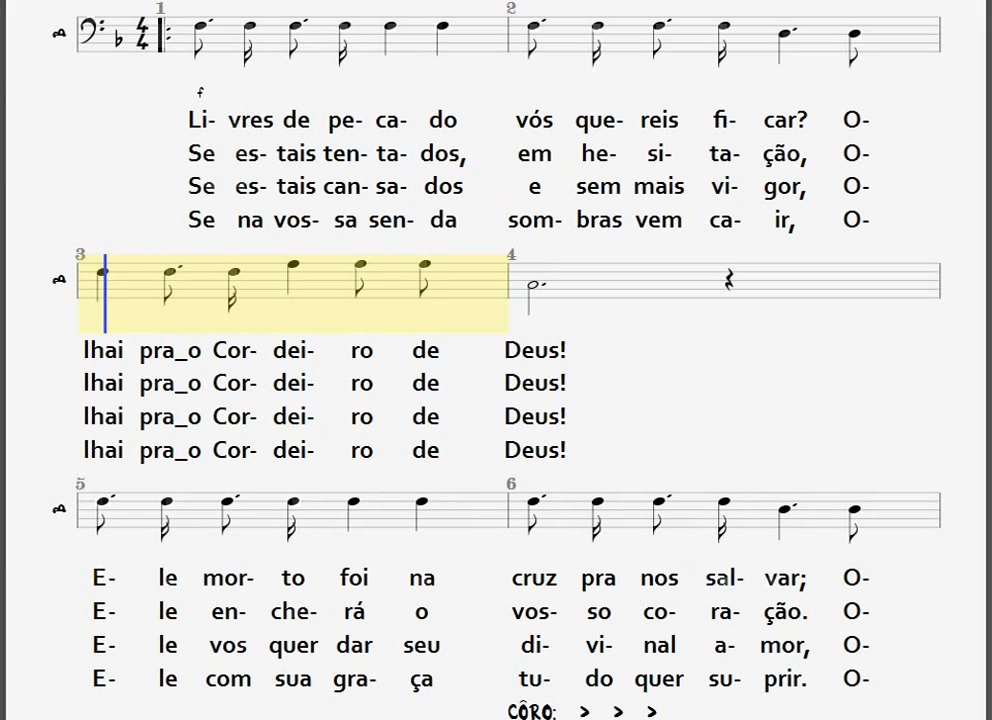 1 2
4
4
f
Li- vres de pe- ca- do vós que- reis fi- car? O-
Se es- tais ten- ta- dos, em he- si- ta- ção, O-
Se es- tais can- sa- dos e sem mais vi- gor, O-
Se na vos- sa sen- da som- bras vem ca- ir, O-
3 4
lhai pra_o Cor- dei- ro de Deus!
lhai pra_o Cor- dei- ro de Deus!
lhai pra_o Cor- dei- ro de Deus!
lhai pra_o Cor- dei- ro de Deus!
5 6
E- le mor- to foi na cruz pra nos sal- var; O-
E- le en- che- rá o vos- so co- ra- ção. O-
E- le vos quer dar seu di- vi- nal a- mor, O-
E- le com sua gra- ça tu- do quer su- prir. O-
CÔRO: > > >